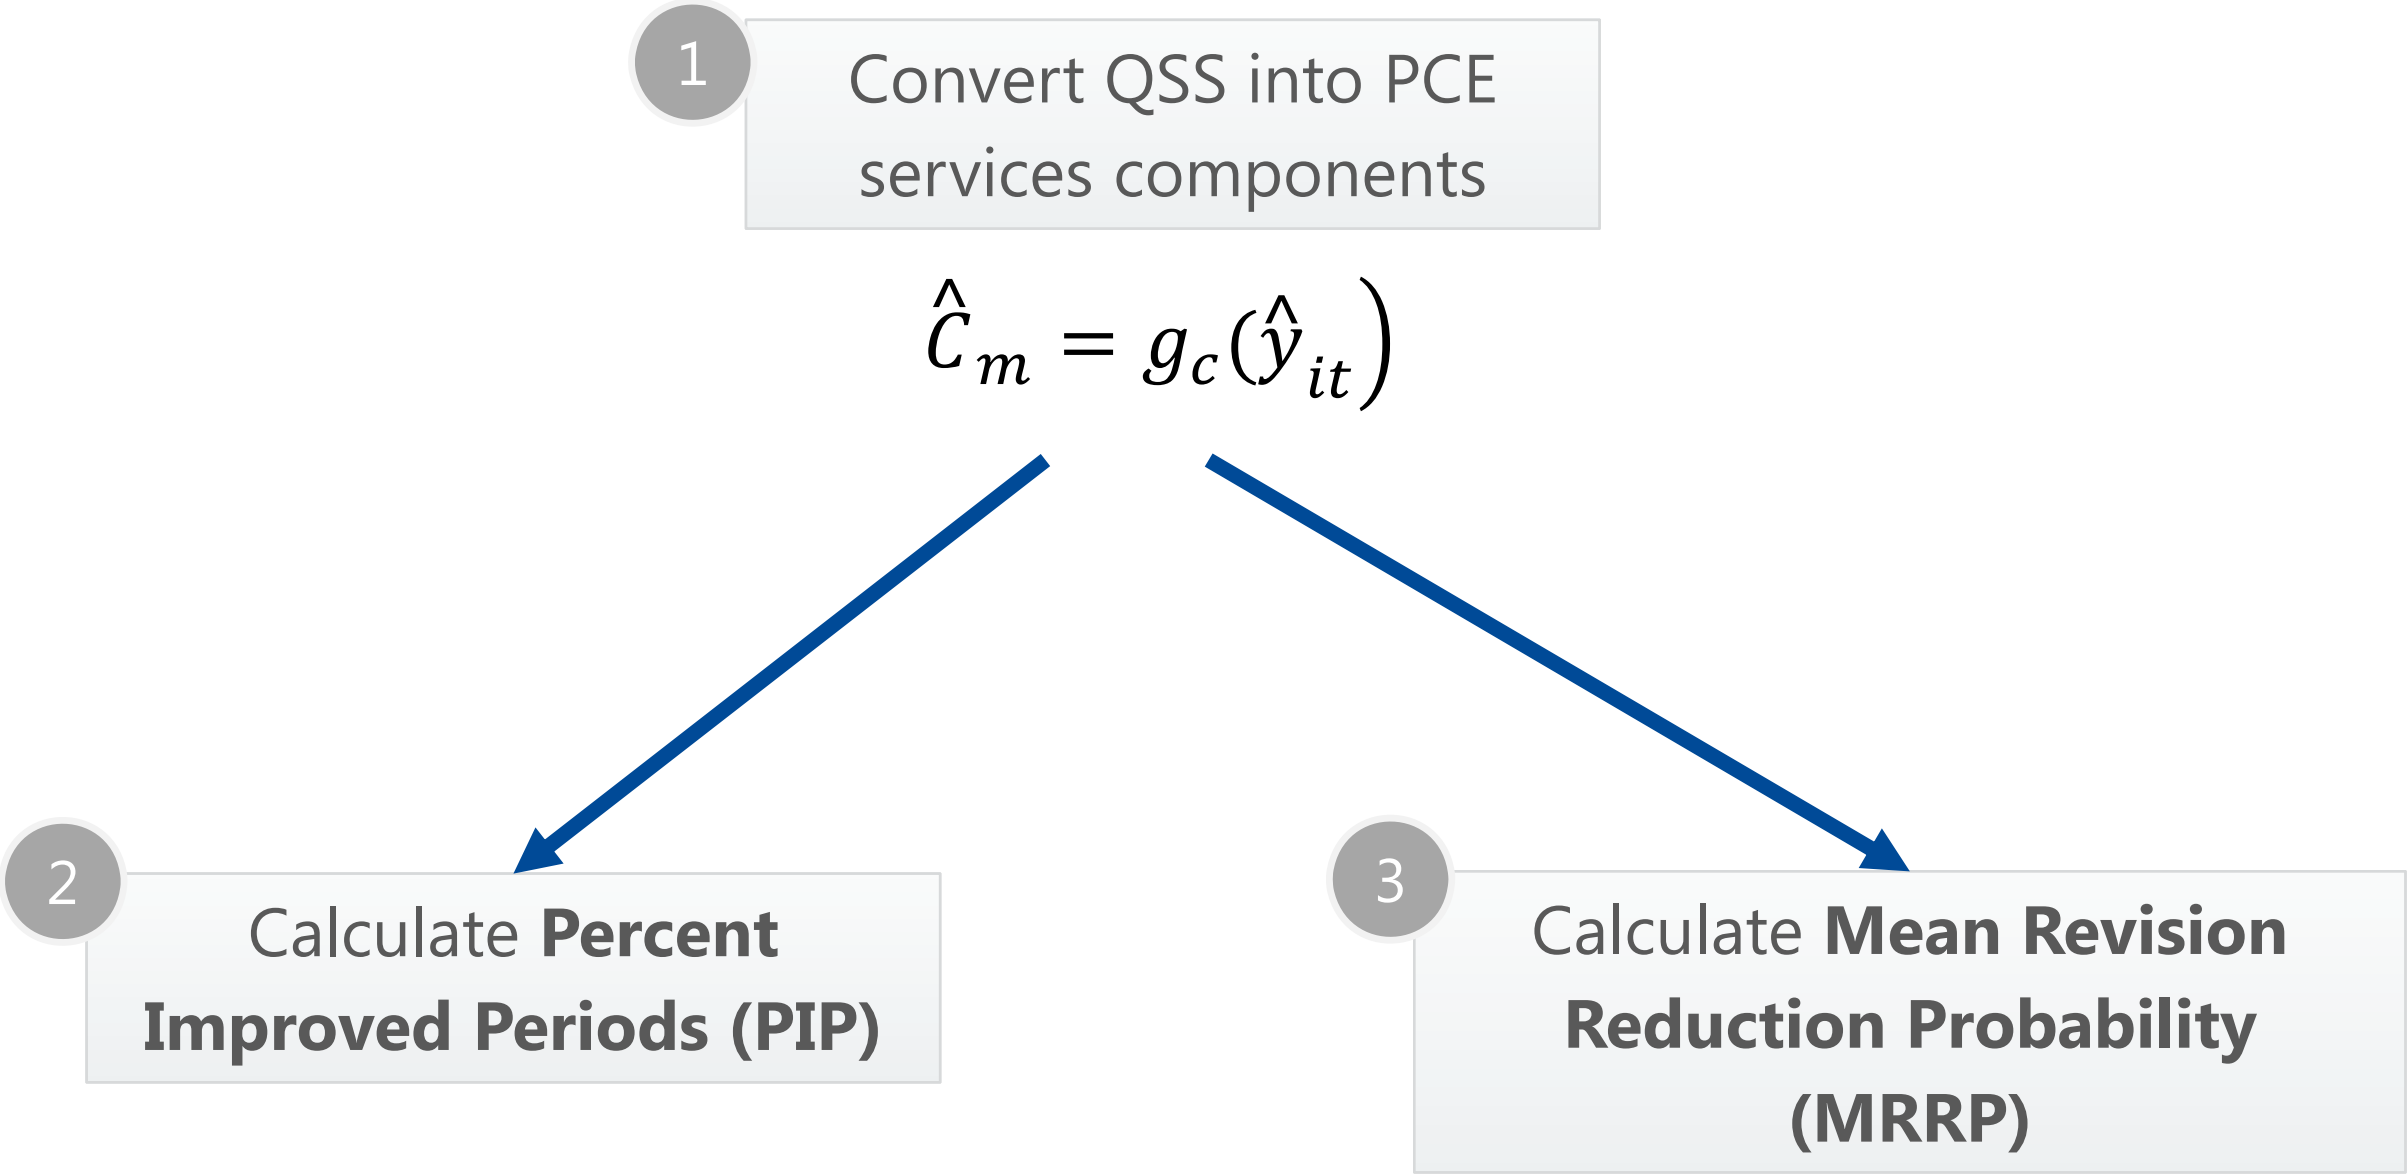 1
Convert QSS into PCE
services components
Ĉₘ = g_c(ŷᵢₜ)
2
Calculate Percent
Improved Periods (PIP)
3
Calculate Mean Revision
Reduction Probability
(MRRP)